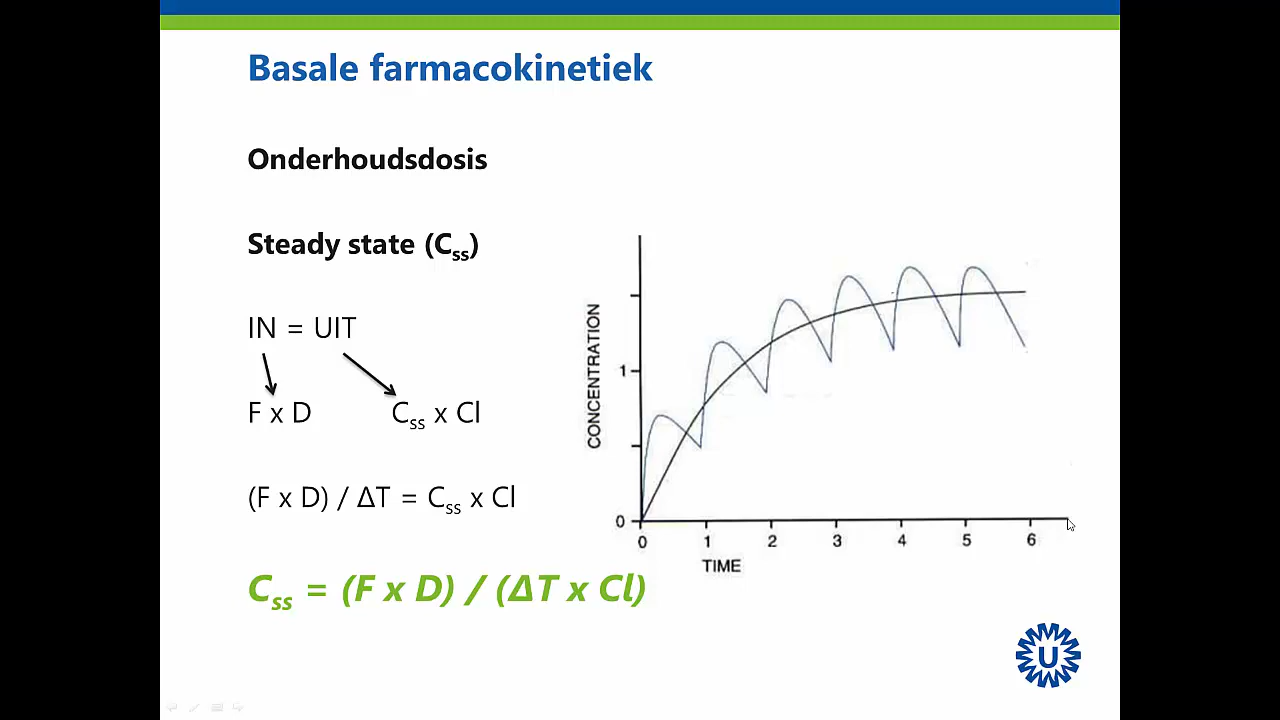 Basale farmacokinetiek
Onderhoudsdosis
Steady state (Css)
IN = UIT
F x D Css x Cl
(F x D) / ΔT = Css x Cl
Css = (F x D) / (ΔT x Cl)
CONCENTRATION
1
0
0 1 2 3 4 5 6
TIME
U